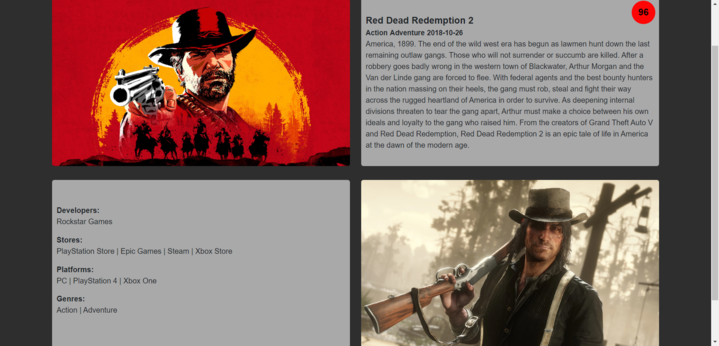 96
Red Dead Redemption 2
Action Adventure 2018-10-26
America, 1899. The end of the wild west era has begun as lawmen hunt down the last
remaining outlaw gangs. Those who will not surrender or succumb are killed. After a
robbery goes badly wrong in the western town of Blackwater, Arthur Morgan and the
Van der Linde gang are forced to flee. With federal agents and the best bounty hunters
in the nation massing on their heels, the gang must rob, steal and fight their way
across the rugged heartland of America in order to survive. As deepening internal
divisions threaten to tear the gang apart, Arthur must make a choice between his own
ideals and loyalty to the gang who raised him. From the creators of Grand Theft Auto V
and Red Dead Redemption, Red Dead Redemption 2 is an epic tale of life in America
at the dawn of the modern age.
Developers:
Rockstar Games
Stores:
PlayStation Store | Epic Games | Steam | Xbox Store
Platforms:
PC | PlayStation 4 | Xbox One
Genres:
Action | Adventure